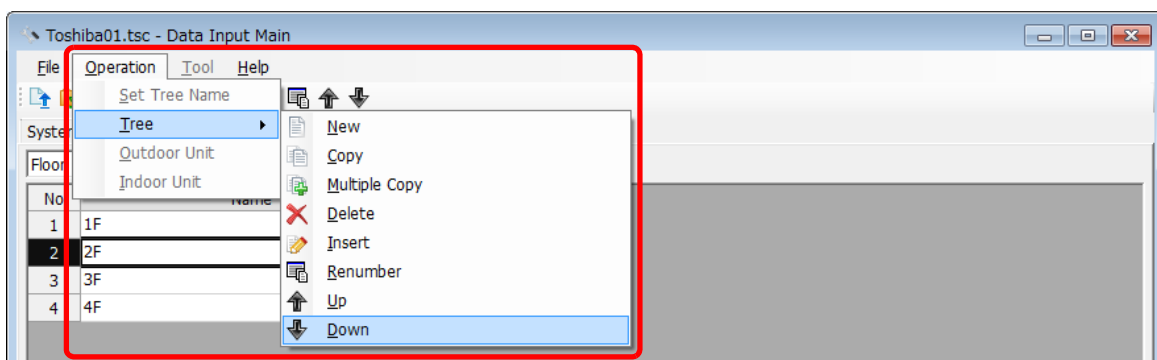 Toshiba01.tsc - Data Input Main
File Operation Tool Help
Set Tree Name
Tree
Outdoor Unit
Indoor Unit
New
Copy
Multiple Copy
Delete
Insert
Renumber
Up
Down
Syste
Floor
No Name
1 1F
2 2F
3 3F
4 4F